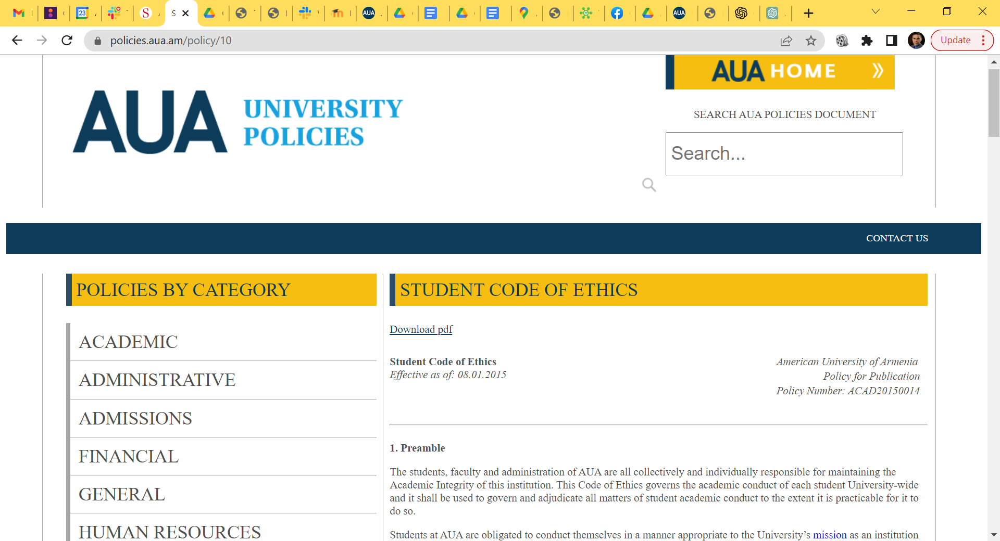 23
S
AUA
AUA
policies.aua.am/policy/10
Update
AUA HOME
AUA UNIVERSITY
POLICIES
SEARCH AUA POLICIES DOCUMENT
Search...
CONTACT US
POLICIES BY CATEGORY
ACADEMIC
ADMINISTRATIVE
ADMISSIONS
FINANCIAL
GENERAL
HUMAN RESOURCES
STUDENT CODE OF ETHICS
Download pdf
Student Code of Ethics
Effective as of: 08.01.2015
American University of Armenia
Policy for Publication
Policy Number: ACAD20150014
1. Preamble
The students, faculty and administration of AUA are all collectively and individually responsible for maintaining the
Academic Integrity of this institution. This Code of Ethics governs the academic conduct of each student University-wide
and it shall be used to govern and adjudicate all matters of student academic conduct to the extent it is practicable for it to
do so.
Students at AUA are obligated to conduct themselves in a manner appropriate to the University’s mission as an institution